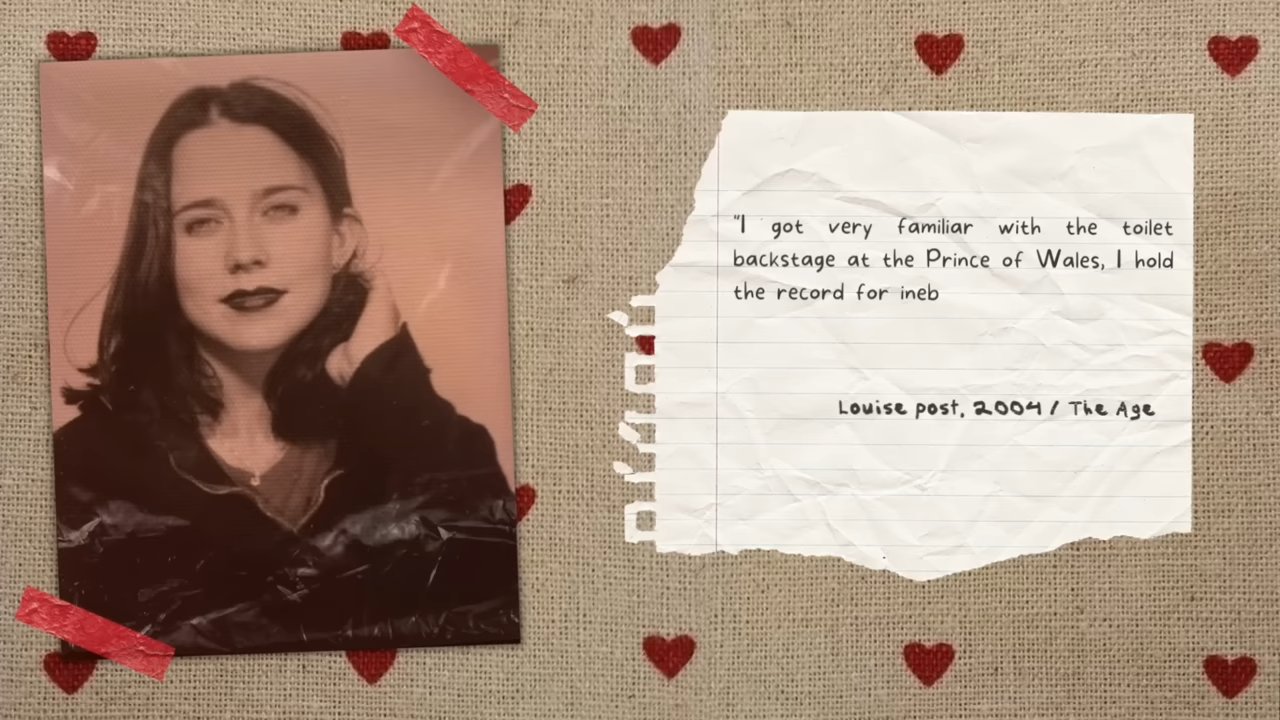 "I got very familiar with the toilet
backstage at the Prince of Wales, I hold
the record for ineb
Louise post, 2004 / The Age